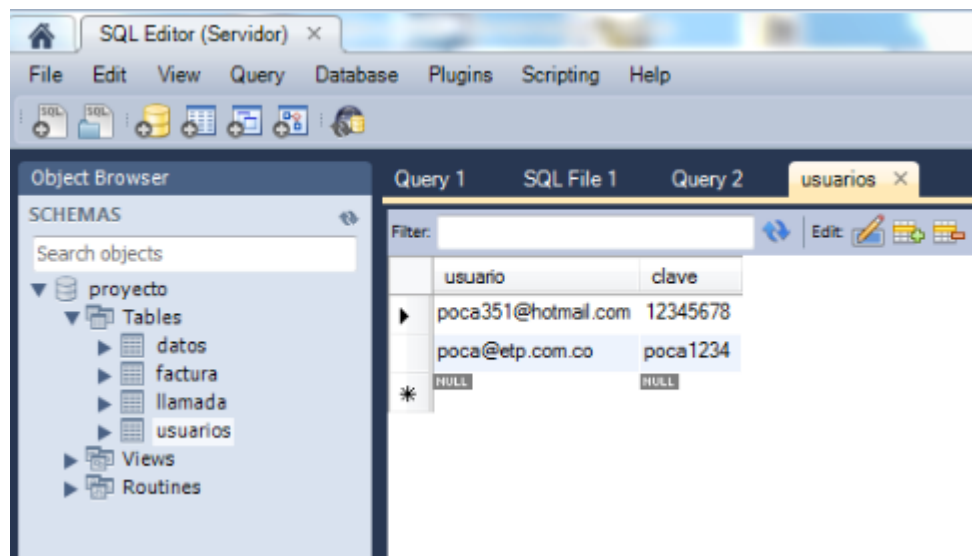 SQL Editor (Servidor) ×
File Edit View Query Database Plugins Scripting Help
SQL SQL
Object Browser
SCHEMAS
Search objects
proyecto
Tables
datos
factura
llamada
usuarios
Views
Routines
Query 1 SQL File 1 Query 2 usuarios ×
Filter: Edit:
usuario clave
poca351@hotmail.com 12345678
poca@etp.com.co poca1234
NULL NULL